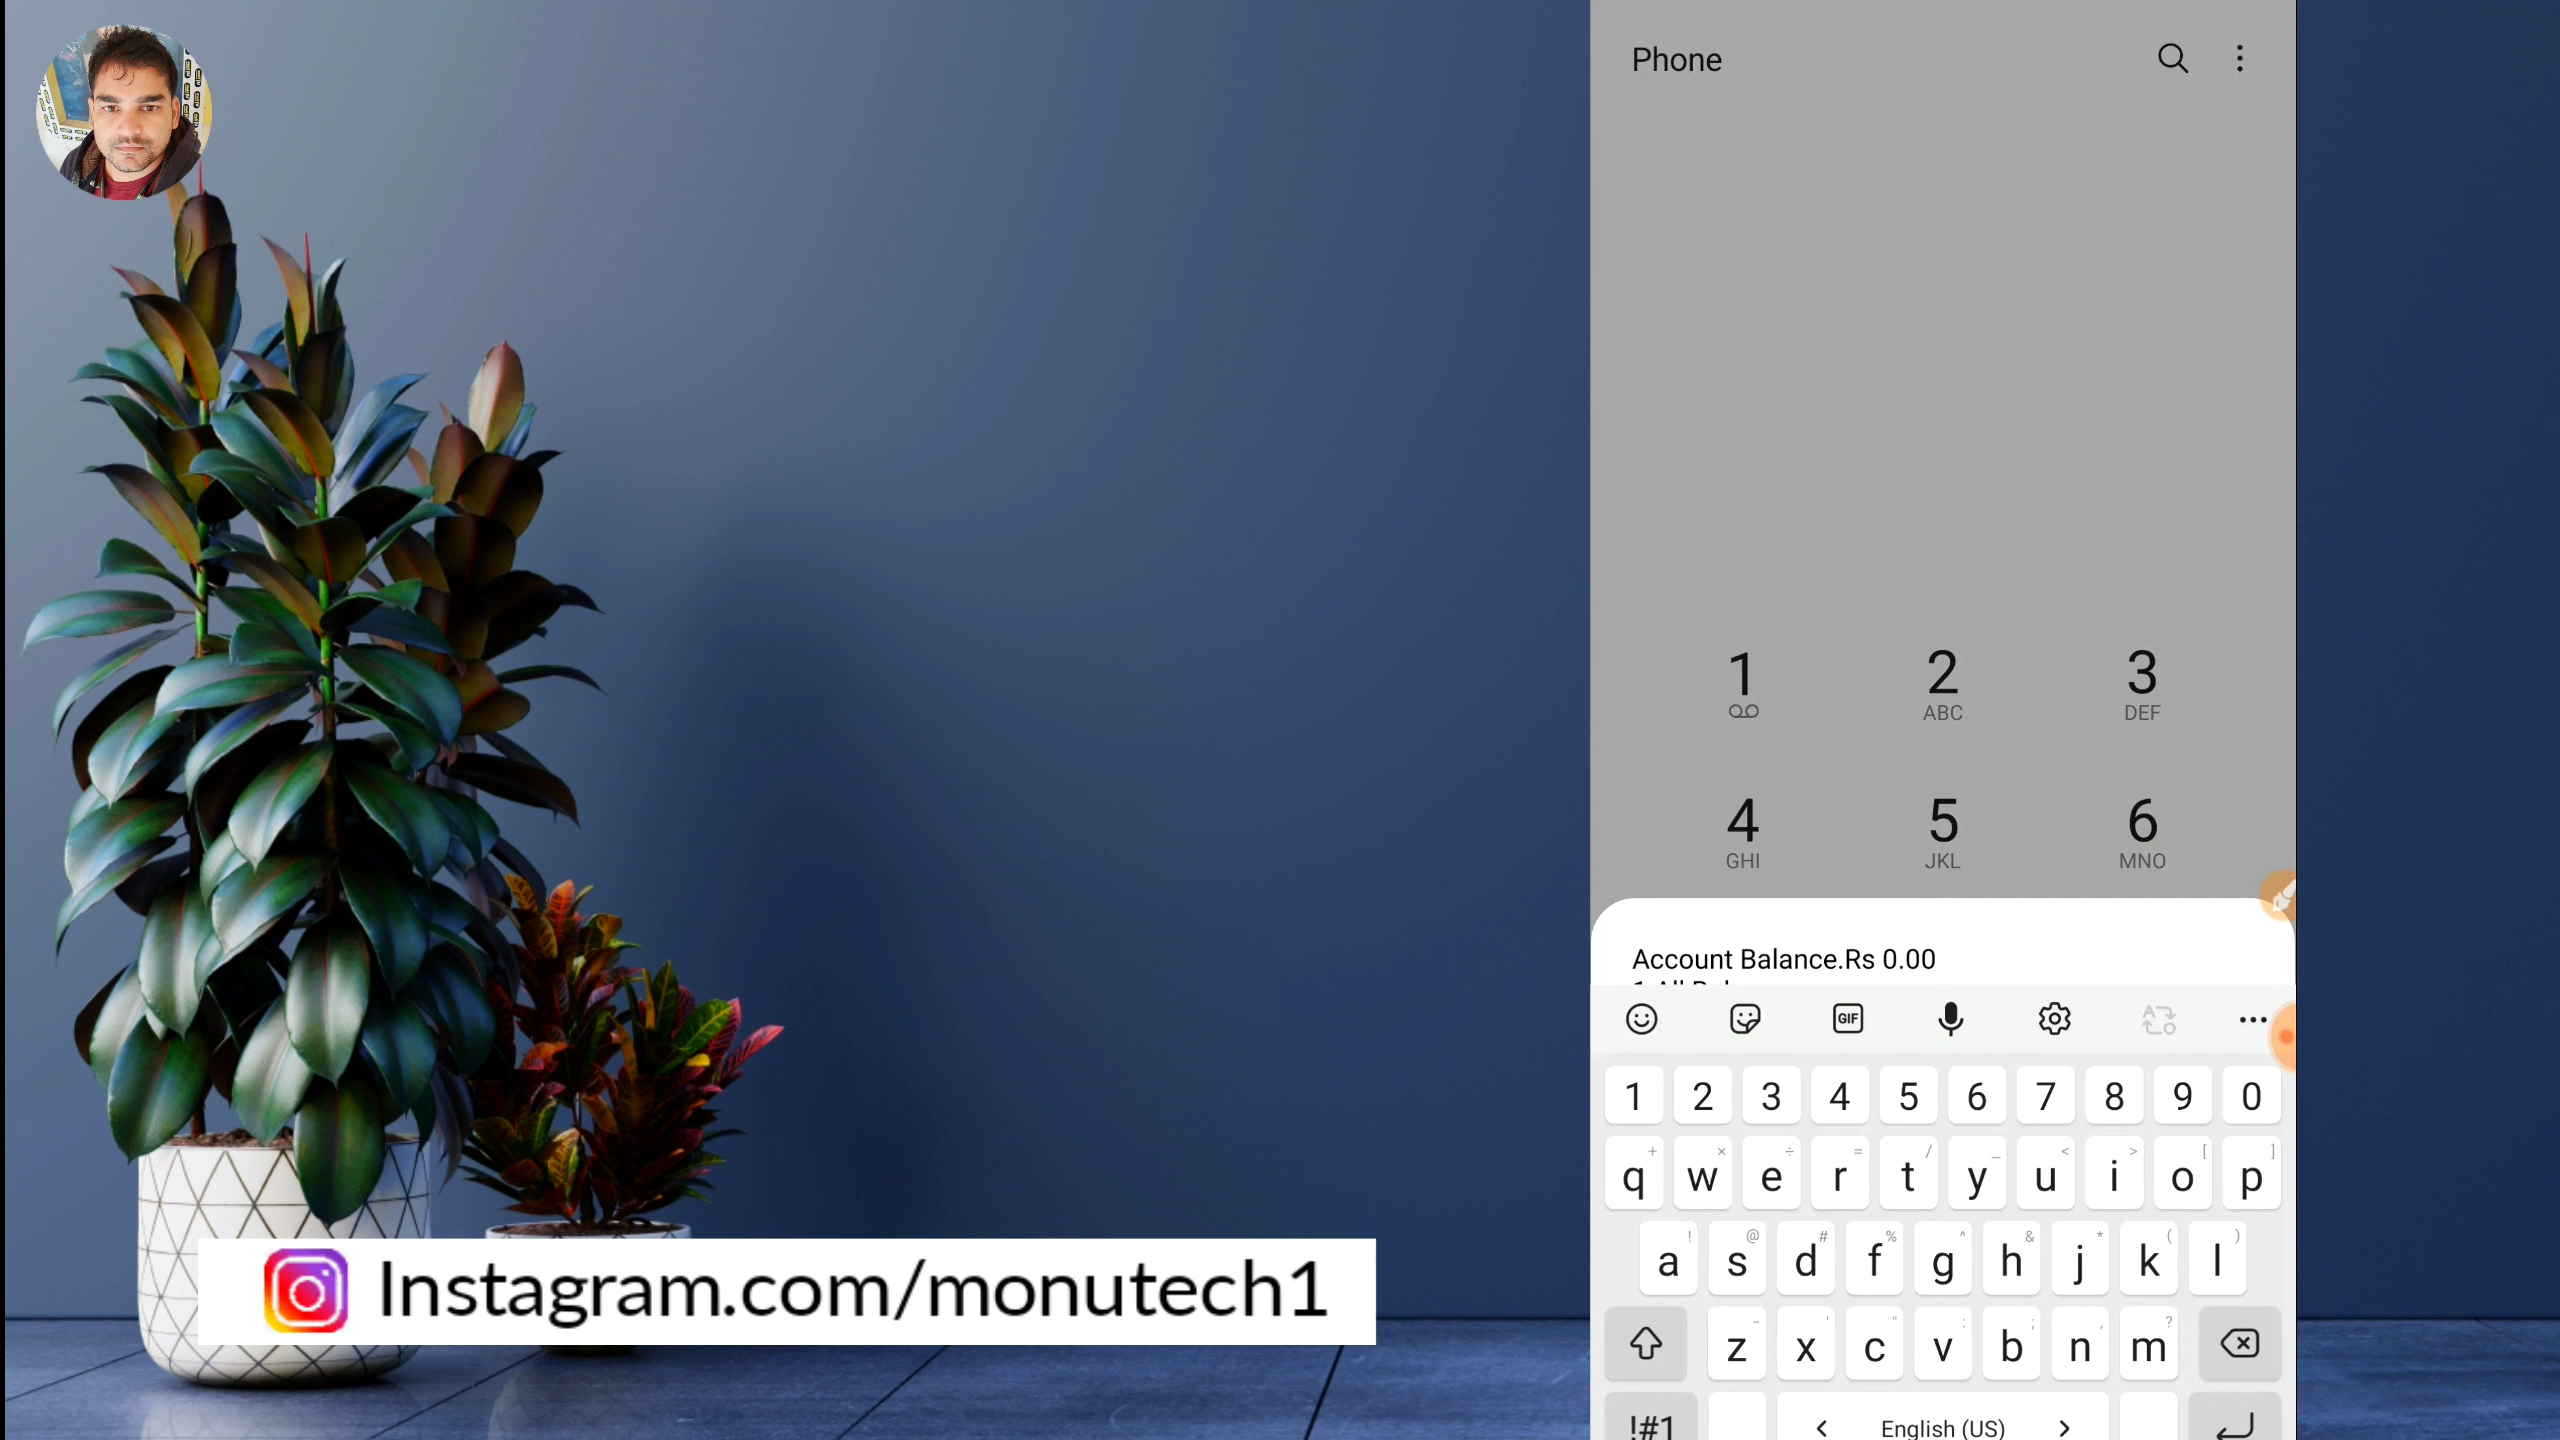 Phone
1
2
ABC
3
DEF
4
GHI
5
JKL
6
MNO
Account Balance.Rs 0.00
GIF
1 2 3 4 5 6 7 8 9 0
q w e r t y u i o p
a s d f g h j k l
z x c v b n m
!#1
English (US)
Instagram.com/monutech1